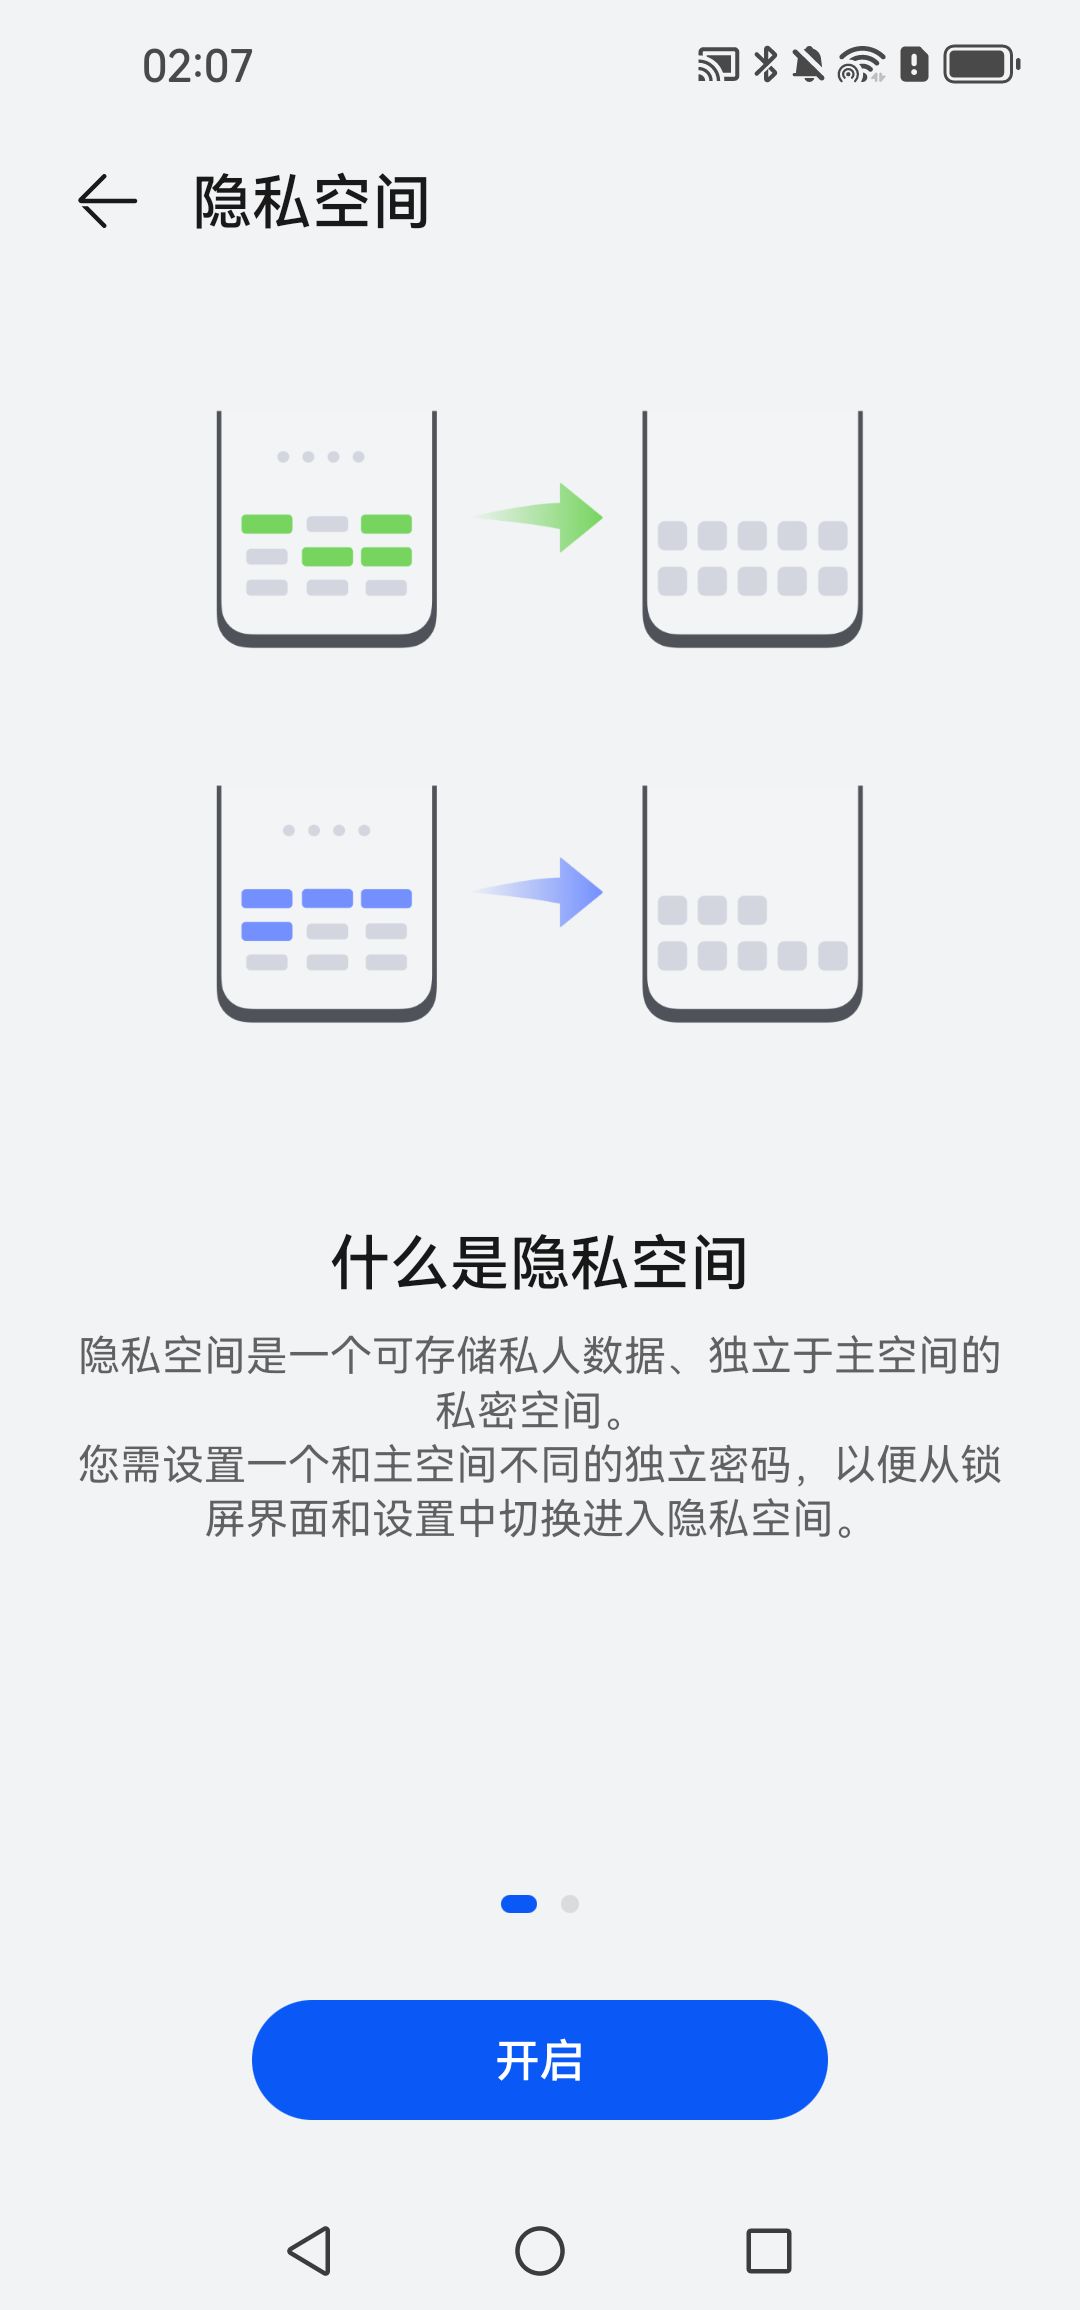 02:07
隐私空间
什么是隐私空间
隐私空间是一个可存储私人数据、独立于主空间的
私密空间。
您需设置一个和主空间不同的独立密码，以便从锁
屏界面和设置中切换进入隐私空间。
开启